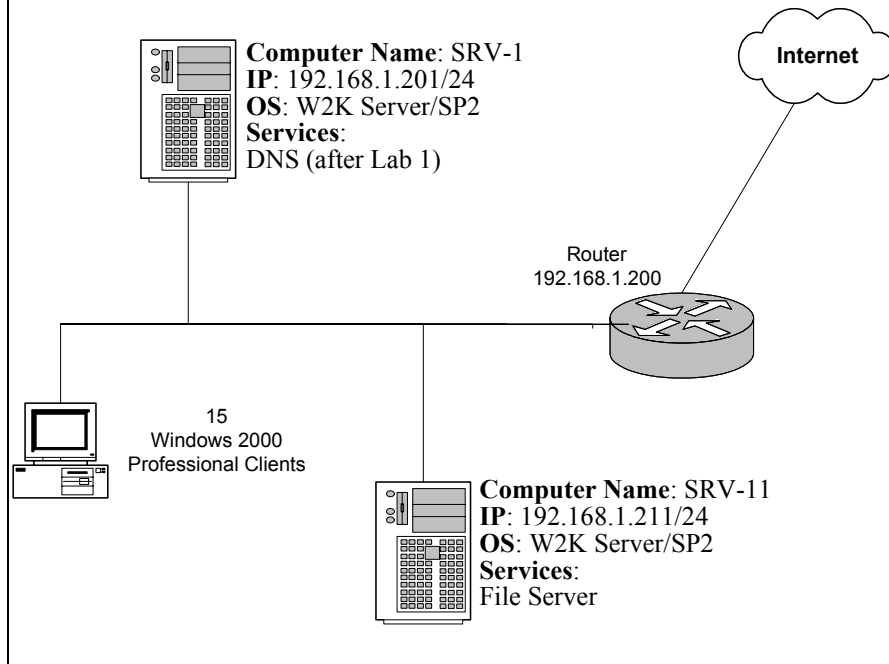 Computer Name: SRV-1
IP: 192.168.1.201/24
OS: W2K Server/SP2
Services:
DNS (after Lab 1)
Internet
Router
192.168.1.200
15
Windows 2000
Professional Clients
Computer Name: SRV-11
IP: 192.168.1.211/24
OS: W2K Server/SP2
Services:
File Server